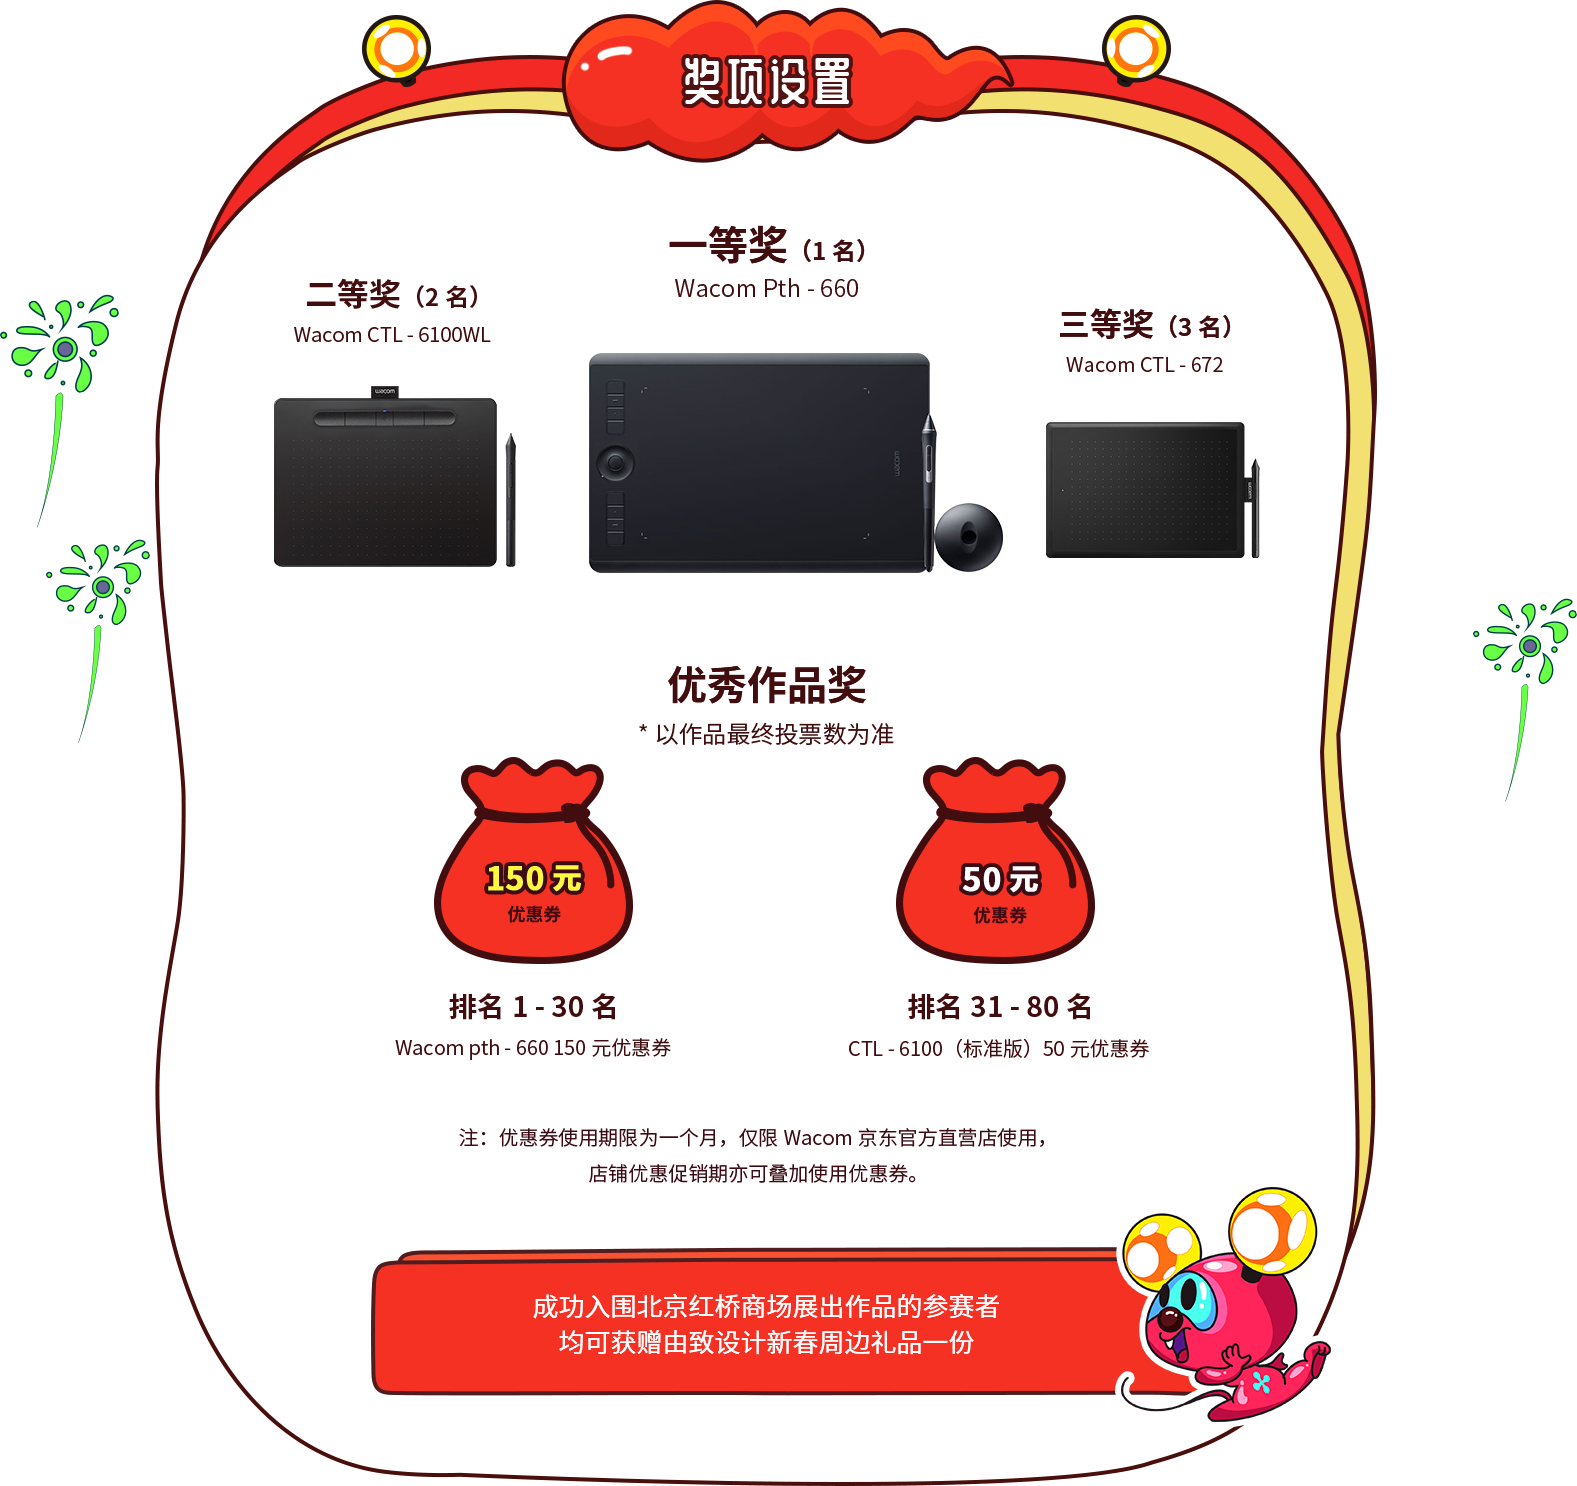 奖项设置
一等奖（1 名）
Wacom Pth - 660
二等奖（2 名）
Wacom CTL - 6100WL
三等奖（3 名）
Wacom CTL - 672
wacom
wacom
wacom
优秀作品奖
* 以作品最终投票数为准
150 元
优惠券
50 元
优惠券
排名 1 - 30 名
Wacom pth - 660 150 元优惠券
排名 31 - 80 名
CTL - 6100（标准版）50 元优惠券
注：优惠券使用期限为一个月，仅限 Wacom 京东官方直营店使用，
店铺优惠促销期亦可叠加使用优惠券。
成功入围北京红桥商场展出作品的参赛者
均可获赠由致设计新春周边礼品一份